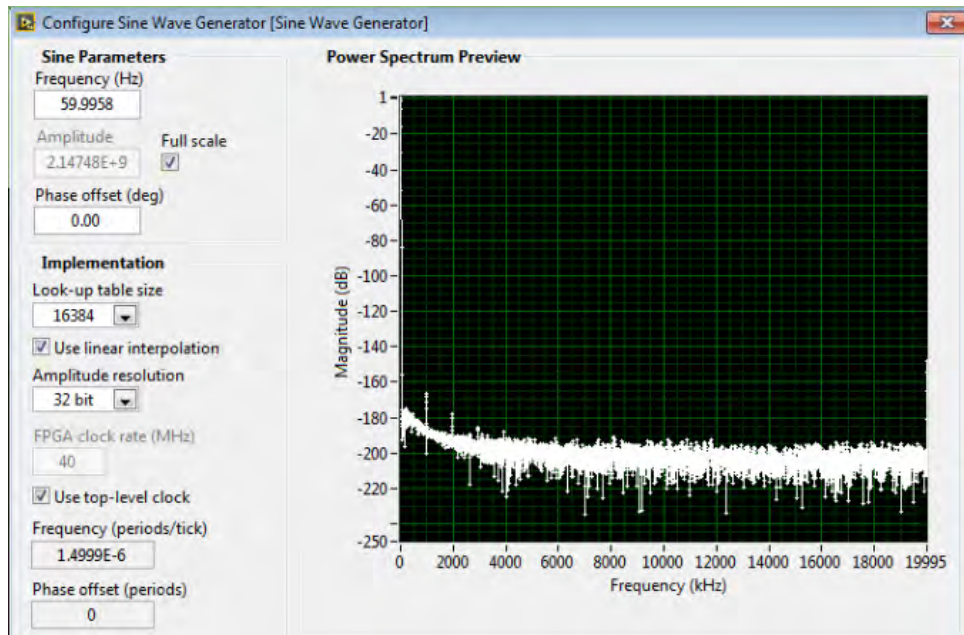 Configure Sine Wave Generator [Sine Wave Generator]
Sine Parameters
Frequency (Hz)
59.9958
Amplitude
Full scale
2.14748E+9
Phase offset (deg)
0.00
Implementation
Look-up table size
16384
Use linear interpolation
Amplitude resolution
32 bit
FPGA clock rate (MHz)
40
Use top-level clock
Frequency (periods/tick)
1.4999E-6
Phase offset (periods)
0
Power Spectrum Preview
Magnitude (dB)
1
-20
-40
-60
-80
-100
-120
-140
-160
-180
-200
-220
-250
0 2000 4000 6000 8000 10000 12000 14000 16000 18000 19995
Frequency (kHz)